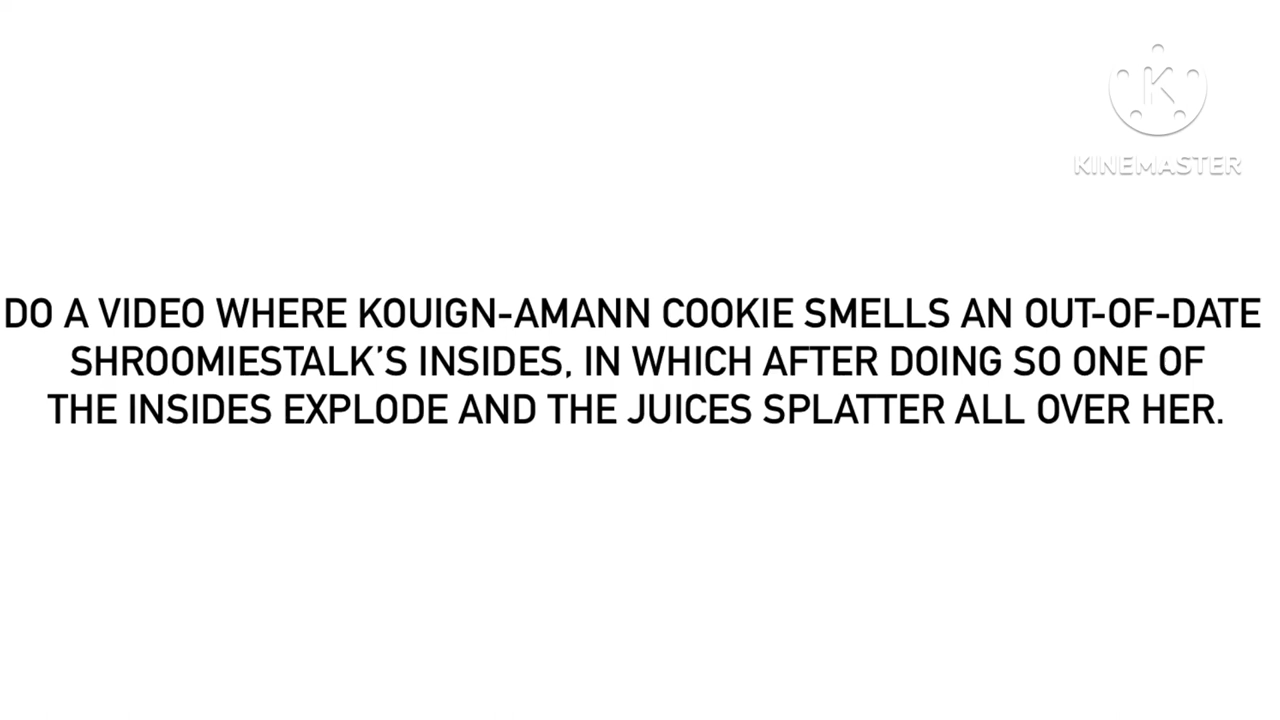 KINEMASTER
DO A VIDEO WHERE KOUIGN-AMANN COOKIE SMELLS AN OUT-OF-DATE
SHROOMIESTALK’S INSIDES, IN WHICH AFTER DOING SO ONE OF
THE INSIDES EXPLODE AND THE JUICES SPLATTER ALL OVER HER.